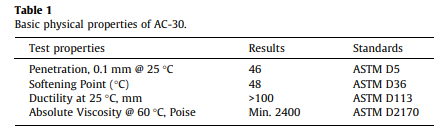 Table 1
Basic physical properties of AC-30.
Test properties Results Standards
Penetration, 0.1 mm @ 25 °C 46 ASTM D5
Softening Point (°C) 48 ASTM D36
Ductility at 25 °C, mm >100 ASTM D113
Absolute Viscosity @ 60 °C, Poise Min. 2400 ASTM D2170